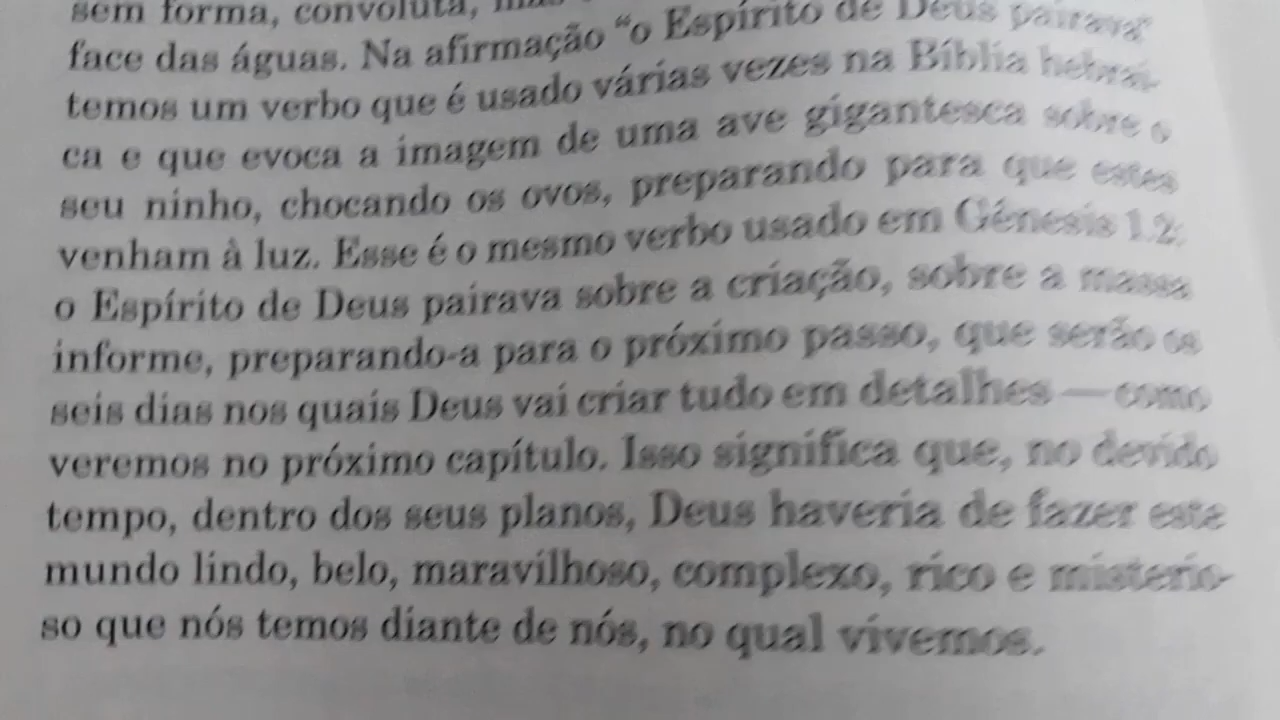 sem forma, convoluta,
face das águas. Na afirmação “o Espírito de Deus pairava”
temos um verbo que é usado várias vezes na Bíblia hebrai-
ca e que evoca a imagem de uma ave gigantesca sobre o
seu ninho, chocando os ovos, preparando para que estes
venham à luz. Esse é o mesmo verbo usado em Gênesis 1.2:
o Espírito de Deus pairava sobre a criação, sobre a massa
informe, preparando-a para o próximo passo, que serão os
seis dias nos quais Deus vai criar tudo em detalhes — como
veremos no próximo capítulo. Isso significa que, no devido
tempo, dentro dos seus planos, Deus haveria de fazer este
mundo lindo, belo, maravilhoso, complexo, rico e misterio-
so que nós temos diante de nós, no qual vivemos.